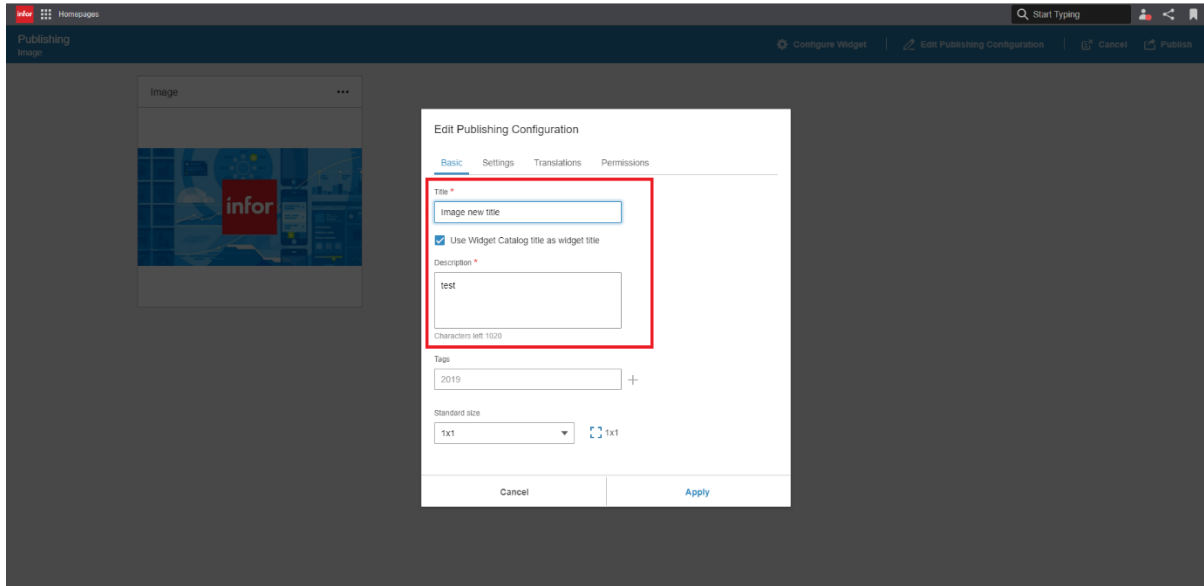 infor Homepages Start Typing
Publishing
Image
Configure Widget Edit Publishing Configuration Cancel Publish
Image
infor
Edit Publishing Configuration
Basic Settings Translations Permissions
Title *
Image new title
Use Widget Catalog title as widget title
Description *
test
Characters left 1020
Tags
2019
Standard size
1x1 1x1
Cancel Apply